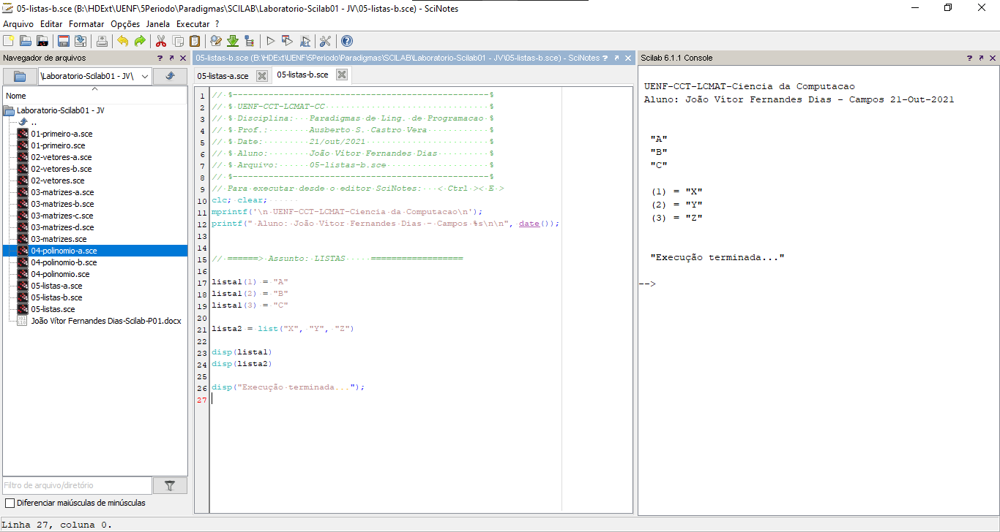 05-listas-b.sce (B:\HDExt\UENF\5Periodo\Paradigmas\SCILAB\Laboratorio-Scilab01 - JV\05-listas-b.sce) - SciNotes
Arquivo Editar Formatar Opções Janela Executar ?
Navegador de arquivos
\Laboratorio-Scilab01 - JV\
Nome
Laboratorio-Scilab01 - JV
..
01-primeiro-a.sce
01-primeiro.sce
02-vetores-a.sce
02-vetores-b.sce
02-vetores.sce
03-matrizes-a.sce
03-matrizes-b.sce
03-matrizes-c.sce
03-matrizes-d.sce
03-matrizes.sce
04-polinomio-a.sce
04-polinomio-b.sce
04-polinomio.sce
05-listas-a.sce
05-listas-b.sce
05-listas.sce
João Vítor Fernandes Dias-Scilab-P01.docx
Filtro de arquivo/diretório
Diferenciar maiúsculas de minúsculas
05-listas-b.sce (B:\HDExt\UENF\5Periodo\Paradigmas\SCILAB\Laboratorio-Scilab01 - JV\05-listas-b.sce) - SciNotes
05-listas-a.sce 05-listas-b.sce
1 // %--------------------------------------------------%
2 // % UENF-CCT-LCMAT-CC %
3 // % Disciplina: Paradigmas de Ling. de Programacao %
4 // % Prof.: Ausberto S. Castro Vera %
5 // % Date: 21/out/2021 %
6 // % Aluno: João Vítor Fernandes Dias %
7 // % Arquivo: 05-listas-b.sce %
8 // %--------------------------------------------------%
9 // Para executar desde o editor SciNotes: < Ctrl >< E >
10 clc; clear;
11 mprintf('\n UENF-CCT-LCMAT-Ciencia da Computacao\n');
12 printf(" Aluno: João Vítor Fernandes Dias - Campos %s\n\n", date());
13
14
15 // ======> Assunto: LISTAS ==================
16
17 lista1(1) = "A"
18 lista1(2) = "B"
19 lista1(3) = "C"
20
21 lista2 = list("X", "Y", "Z")
22
23 disp(lista1)
24 disp(lista2)
25
26 disp("Execução terminada...");
27
Scilab 6.1.1 Console
UENF-CCT-LCMAT-Ciencia da Computacao
Aluno: João Vítor Fernandes Dias - Campos 21-Out-2021
"A"
"B"
"C"
(1) = "X"
(2) = "Y"
(3) = "Z"
"Execução terminada..."
-->
Linha 27, coluna 0.